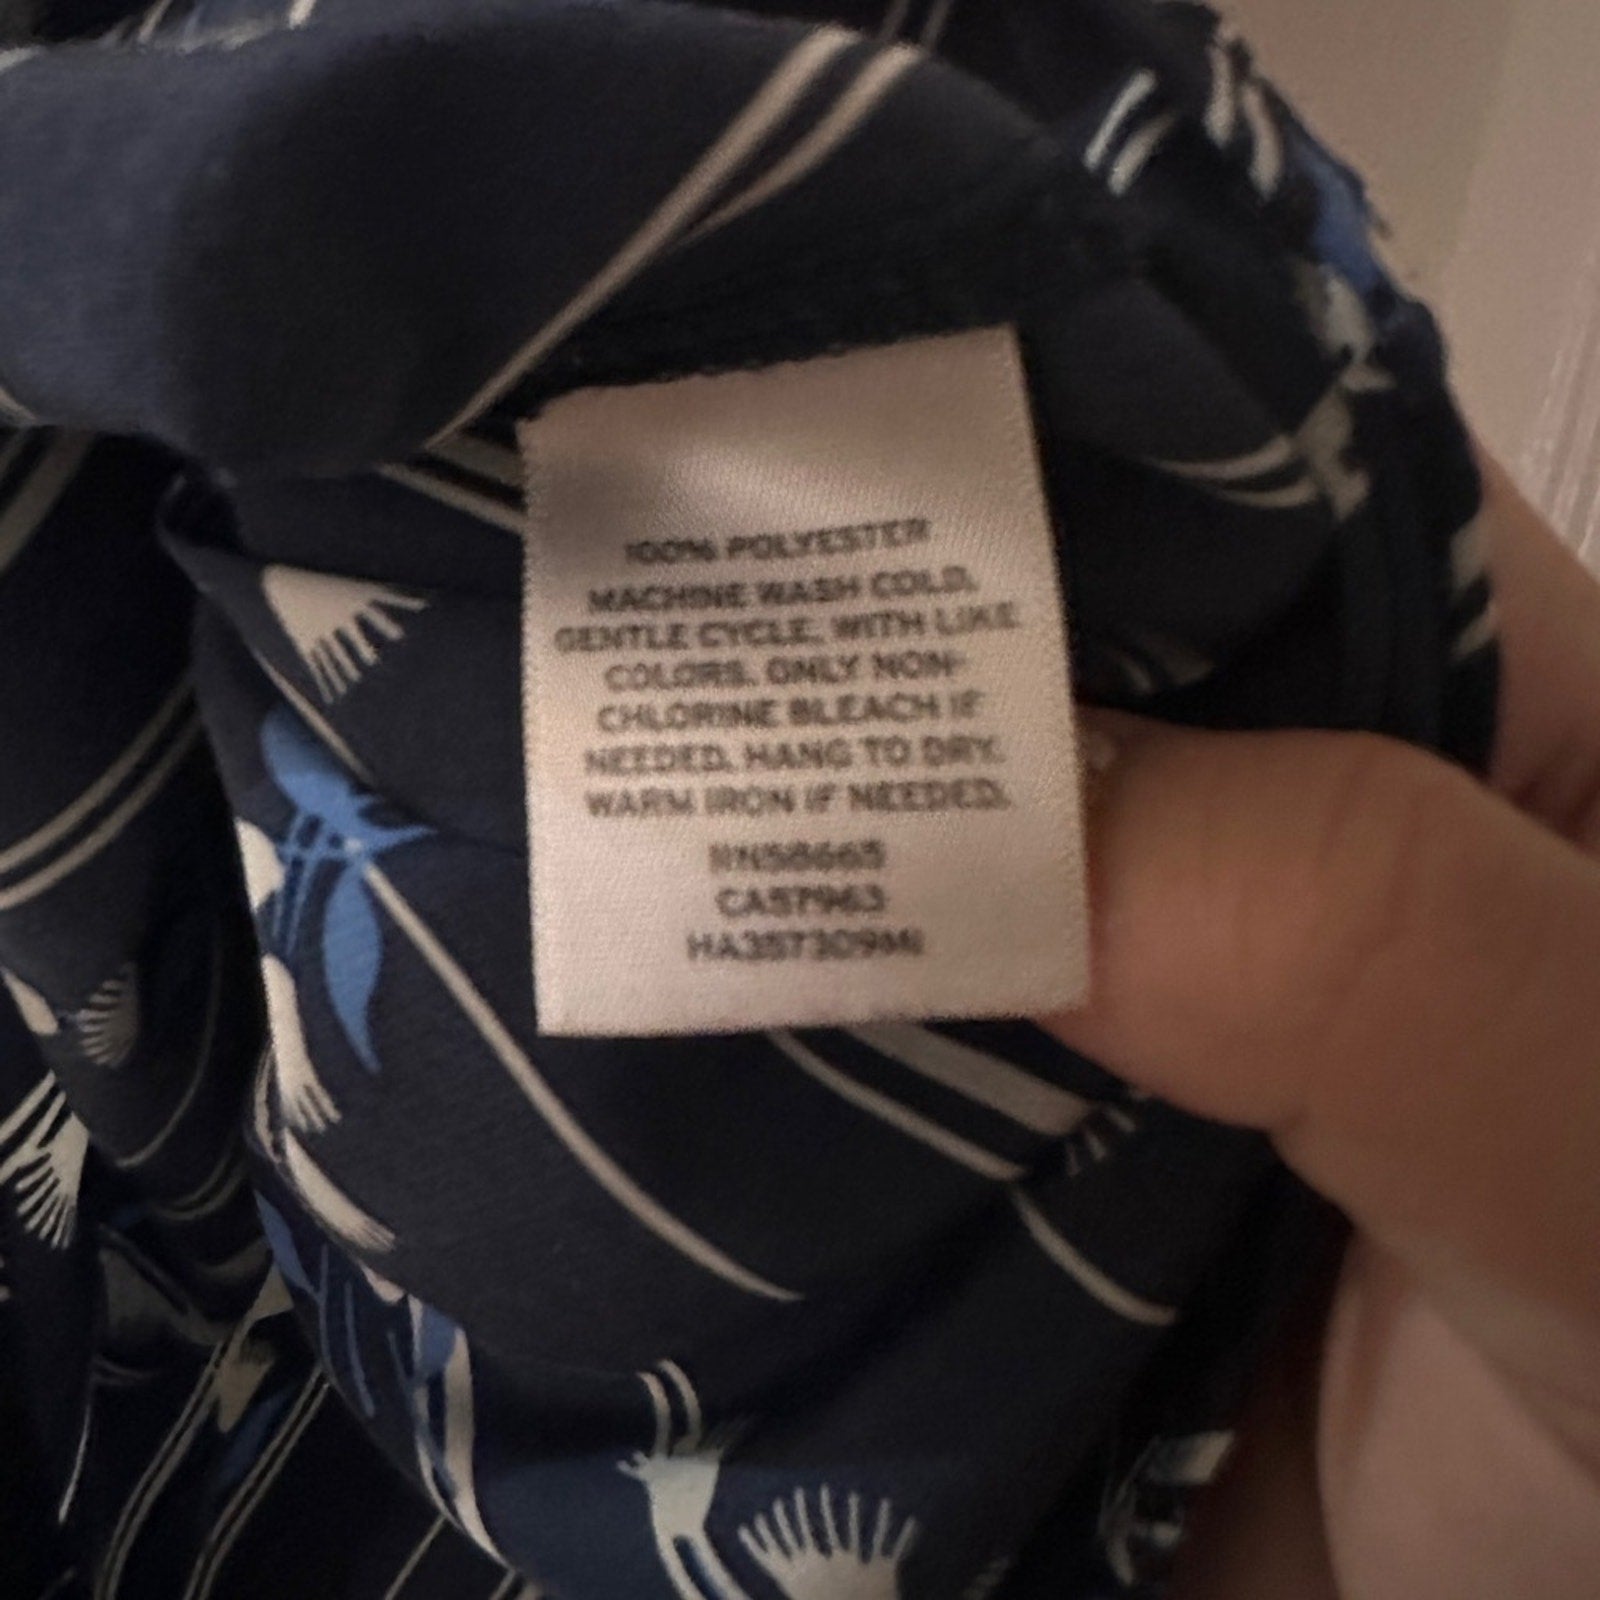 100% POLYESTER
MACHINE WASH COLD,
GENTLE CYCLE, WITH LIKE
COLORS. ONLY NON-
CHLORINE BLEACH IF
NEEDED. HANG TO DRY.
WARM IRON IF NEEDED.
RN58665
CA57963
HA357309MI